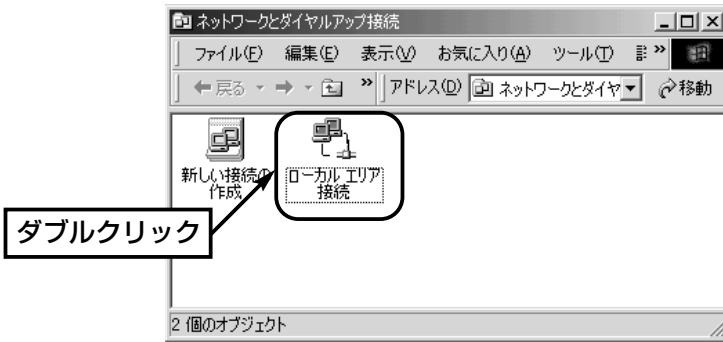 ネットワークとダイヤルアップ接続
ファイル(F) 編集(E) 表示(V) お気に入り(A) ツール(T) »
←戻る アドレス(D) ネットワークとダイヤ 移動
新しい接続の
作成
ローカル エリア
接続
ダブルクリック
2 個のオブジェクト